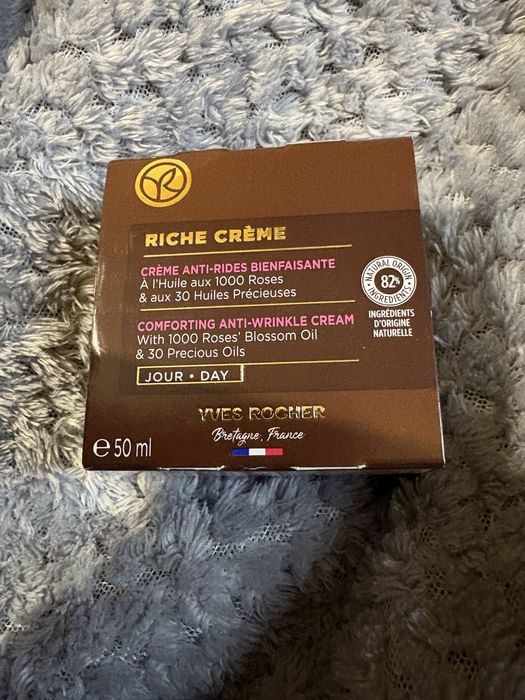 RICHE CRÈME
CRÈME ANTI-RIDES BIENFAISANTE
À l'Huile aux 1000 Roses
& aux 30 Huiles Précieuses
COMFORTING ANTI-WRINKLE CREAM
With 1000 Roses' Blossom Oil
& 30 Precious Oils
JOUR • DAY
NATURAL ORIGIN
82%
INGREDIENTS
INGRÉDIENTS
D'ORIGINE
NATURELLE
YVES ROCHER
Bretagne, France
e 50 ml